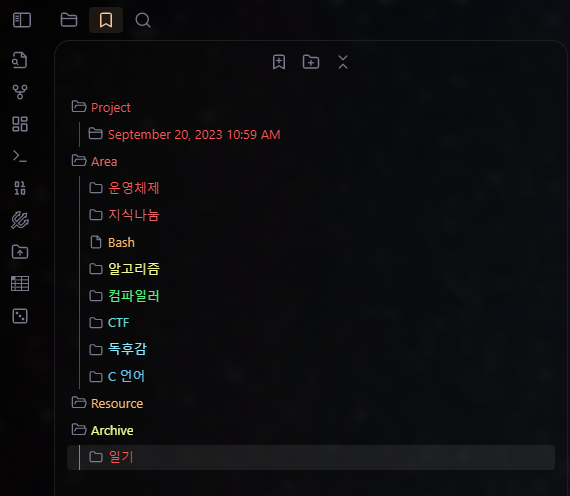 Project
September 20, 2023 10:59 AM
Area
운영체제
지식나눔
Bash
알고리즘
컴파일러
CTF
독후감
C 언어
Resource
Archive
일기